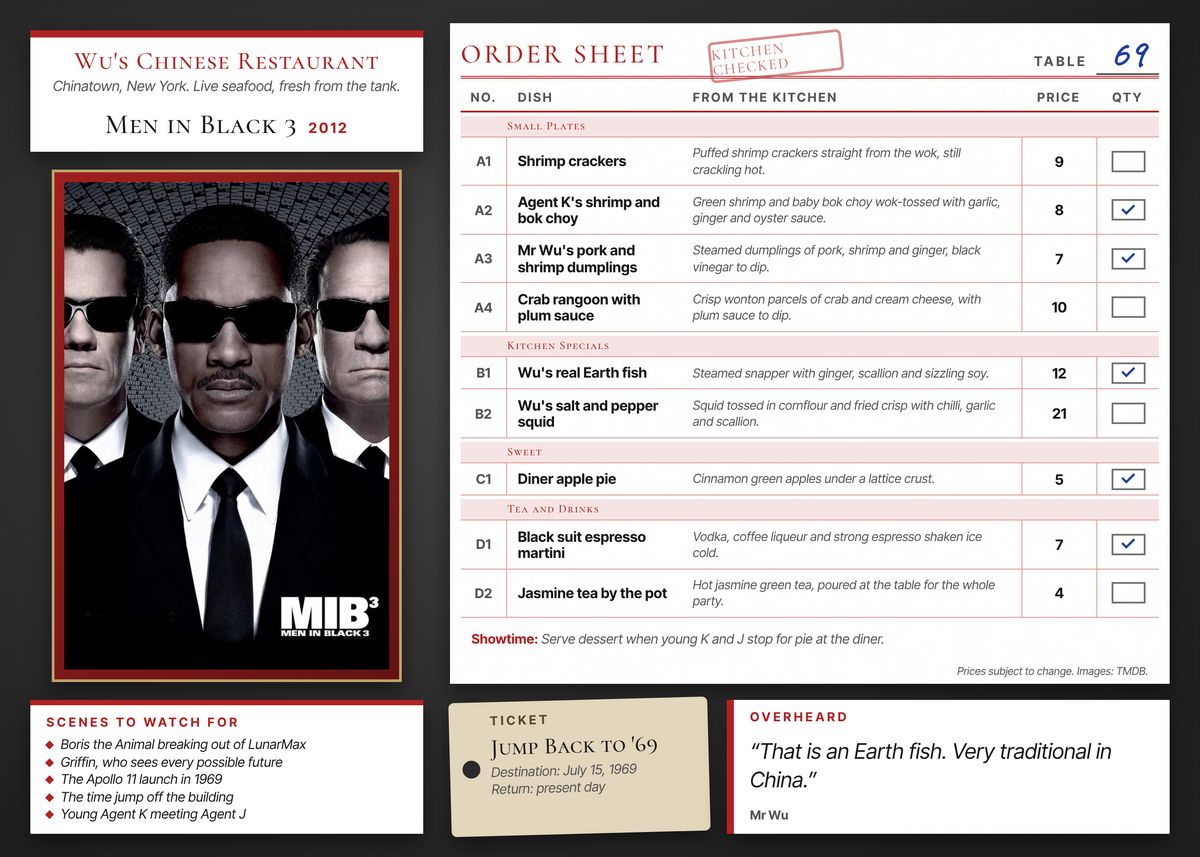 Wu's Chinese Restaurant
Chinatown, New York. Live seafood, fresh from the tank.
Men in Black 3 2012
MIB3
MEN IN BLACK 3
SCENES TO WATCH FOR
Boris the Animal breaking out of LunarMax
Griffin, who sees every possible future
The Apollo 11 launch in 1969
The time jump off the building
Young Agent K meeting Agent J
ORDER SHEET
KITCHEN
CHECKED
TABLE 69
NO. DISH FROM THE KITCHEN PRICE QTY
Small Plates
A1 Shrimp crackers Puffed shrimp crackers straight from the wok, still 9
crackling hot.
A2 Agent K's shrimp and Green shrimp and baby bok choy wok-tossed with garlic, 8
bok choy ginger and oyster sauce.
A3 Mr Wu's pork and Steamed dumplings of pork, shrimp and ginger, black 7
shrimp dumplings vinegar to dip.
A4 Crab rangoon with Crisp wonton parcels of crab and cream cheese, with 10
plum sauce plum sauce to dip.
Kitchen Specials
B1 Wu's real Earth fish Steamed snapper with ginger, scallion and sizzling soy. 12
B2 Wu's salt and pepper Squid tossed in cornflour and fried crisp with chilli, garlic 21
squid and scallion.
Sweet
C1 Diner apple pie Cinnamon green apples under a lattice crust. 5
Tea and Drinks
D1 Black suit espresso Vodka, coffee liqueur and strong espresso shaken ice 7
martini cold.
D2 Jasmine tea by the pot Hot jasmine green tea, poured at the table for the whole 4
party.
Showtime: Serve dessert when young K and J stop for pie at the diner.
Prices subject to change. Images: TMDB.
TICKET
Jump Back to '69
Destination: July 15, 1969
Return: present day
OVERHEARD
“That is an Earth fish. Very traditional in
China.”
Mr Wu